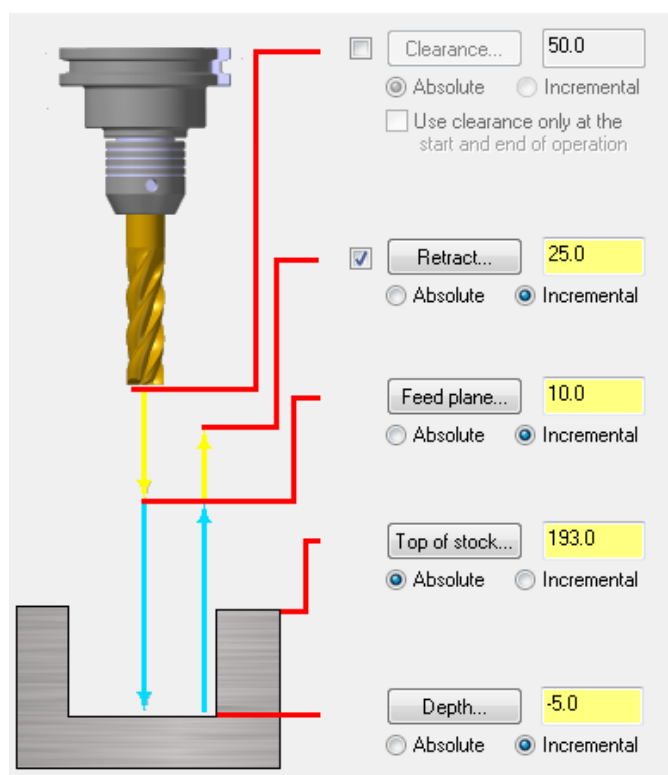 Clearance... 50.0
Absolute Incremental
Use clearance only at the
start and end of operation
Retract... 25.0
Absolute Incremental
Feed plane... 10.0
Absolute Incremental
Top of stock... 193.0
Absolute Incremental
Depth... -5.0
Absolute Incremental